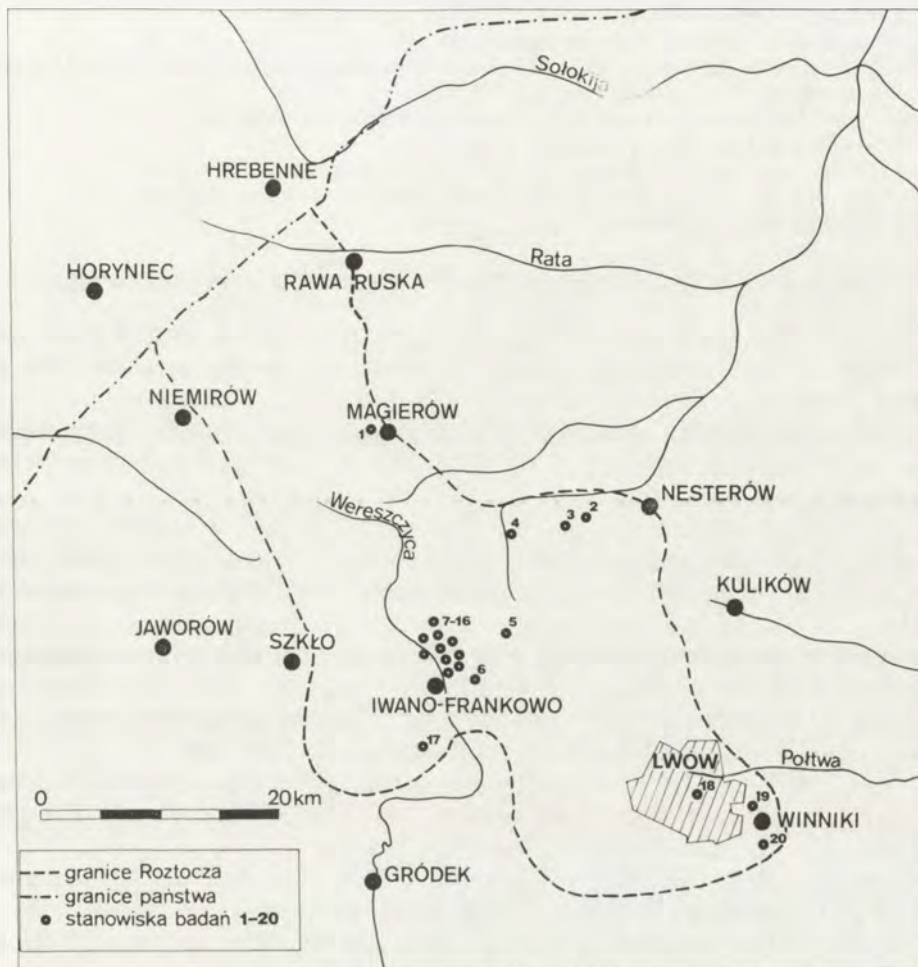 Sołokija
HREBENNE
HORYNIEC
RAWA RUSKA
Rata
NIEMIRÓW
MAGIERÓW
1
Wereszczyca
NESTERÓW
4
3
2
KULIKÓW
JAWORÓW
SZKŁO
7-16
5
6
IWANO-FRANKOWO
17
LWÓW
18
Połtwa
19
WINNIKI
20
0 20 km
GRÓDEK
granice Roztocza
granice państwa
stanowiska badań 1-20